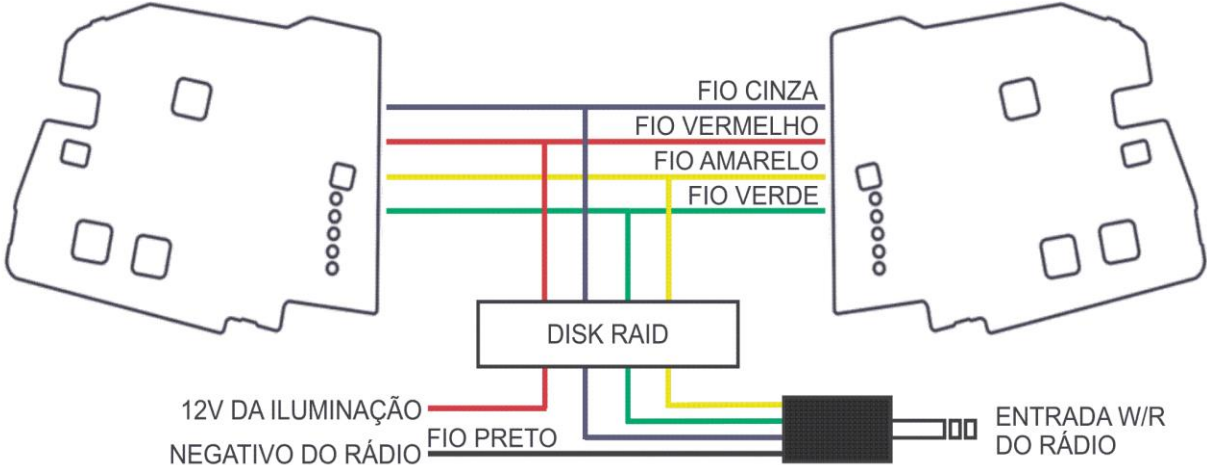 FIO CINZA
FIO VERMELHO
FIO AMARELO
FIO VERDE
DISK RAID
12V DA ILUMINAÇÃO
FIO PRETO
NEGATIVO DO RÁDIO
ENTRADA W/R
DO RÁDIO